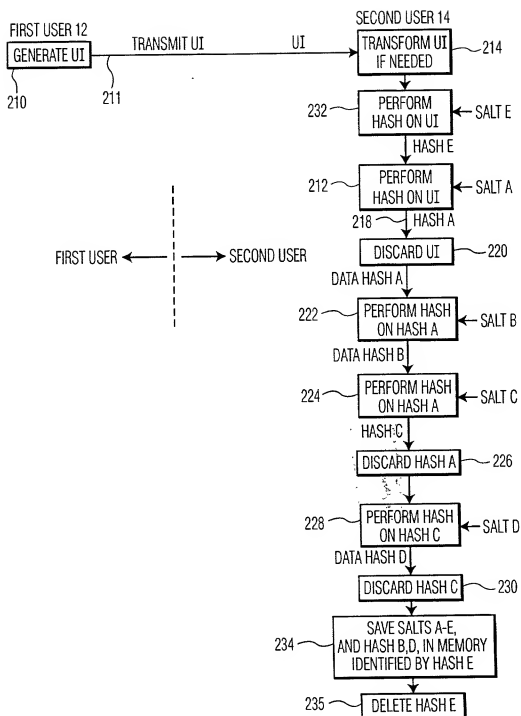 FIRST USER 12
GENERATE UI
210
TRANSMIT UI
UI
211
SECOND USER 14
TRANSFORM UI
IF NEEDED
214
232
PERFORM
HASH ON UI
SALT E
HASH E
212
PERFORM
HASH ON UI
SALT A
218
HASH A
FIRST USER
SECOND USER
DISCARD UI
220
DATA HASH A
222
PERFORM HASH
ON HASH A
SALT B
DATA HASH B
224
PERFORM HASH
ON HASH A
SALT C
HASH C
DISCARD HASH A
226
228
PERFORM HASH
ON HASH C
SALT D
DATA HASH D
DISCARD HASH C
230
234
SAVE SALTS A-E,
AND HASH B,D, IN MEMORY
IDENTIFIED BY HASH E
235
DELETE HASH E